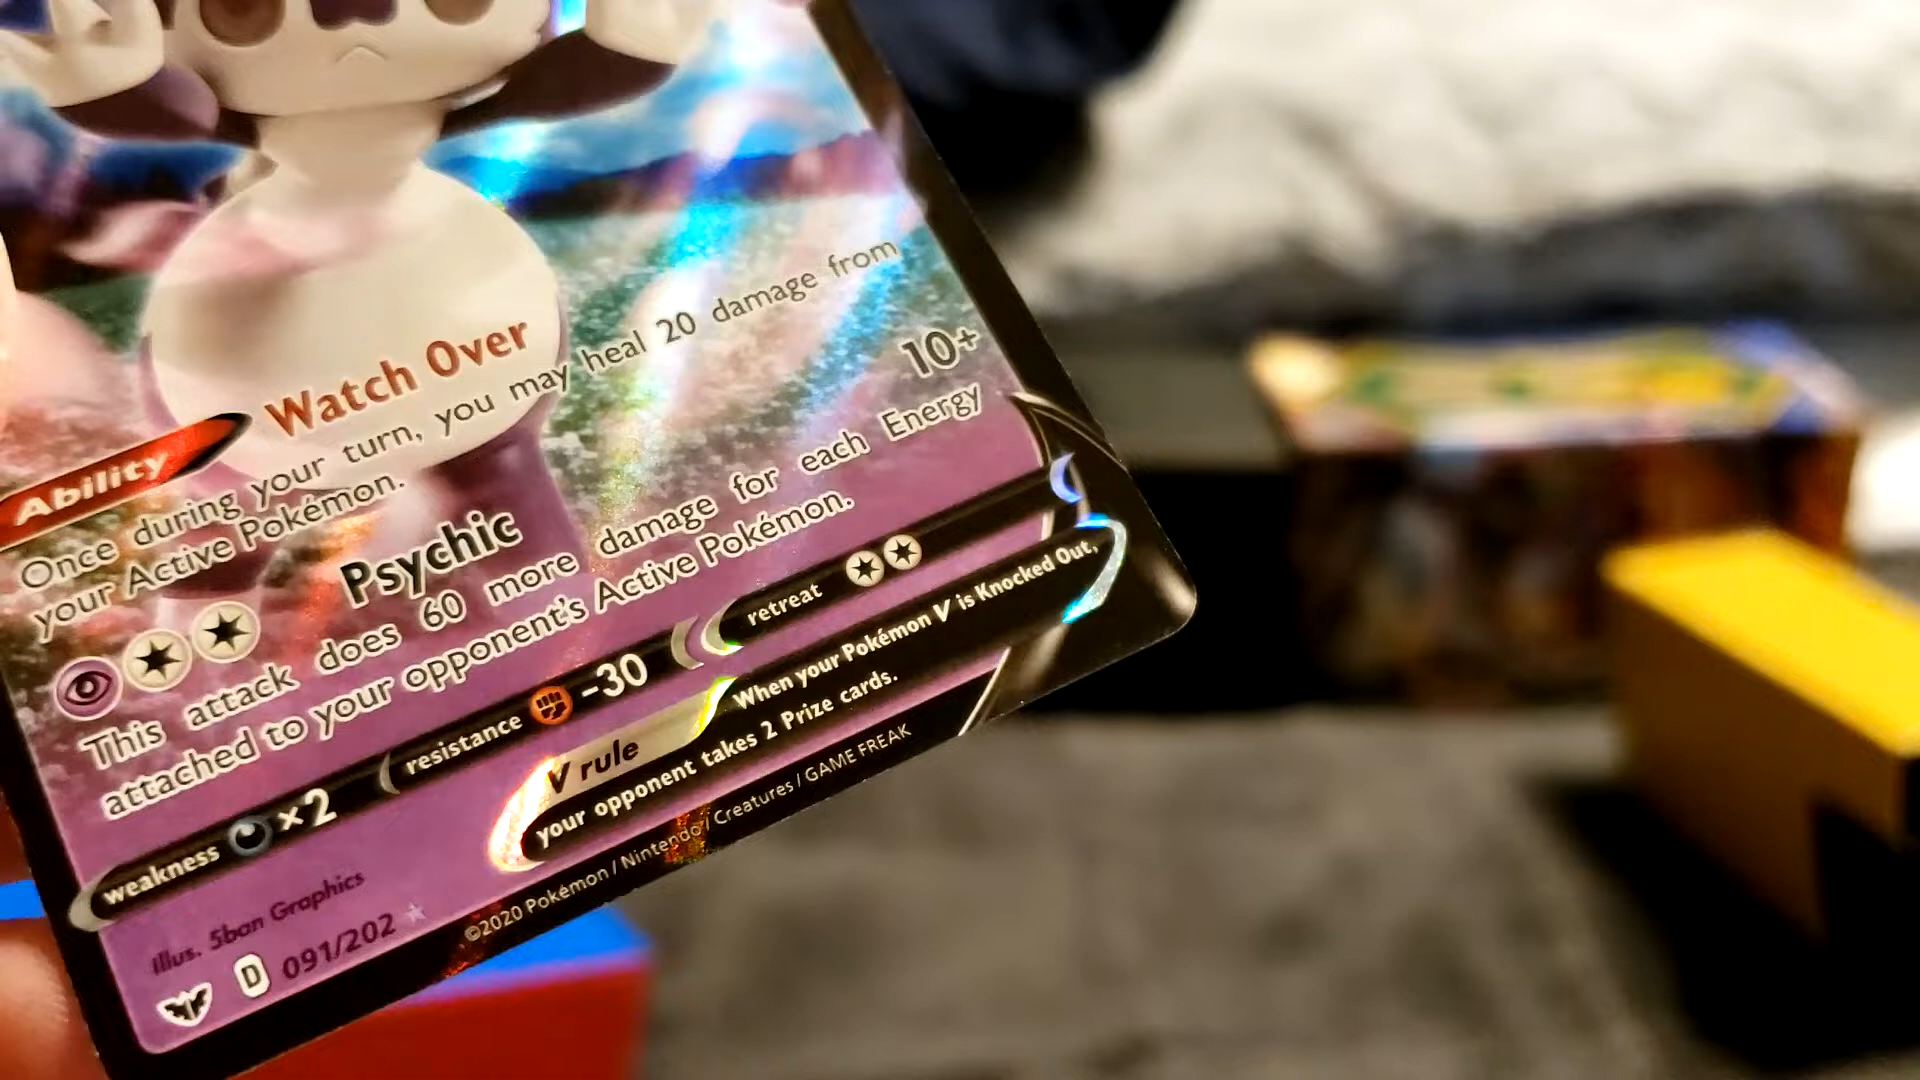 Ability Watch Over
Once during your turn, you may heal 20 damage from
your Active Pokémon.
Psychic 10+
This attack does 60 more damage for each Energy
attached to your opponent's Active Pokémon.
weakness ×2 resistance -30 retreat
V rule When your Pokémon V is Knocked Out,
your opponent takes 2 Prize cards.
Illus. 5ban Graphics
D 091/202
©2020 Pokémon / Nintendo / Creatures / GAME FREAK